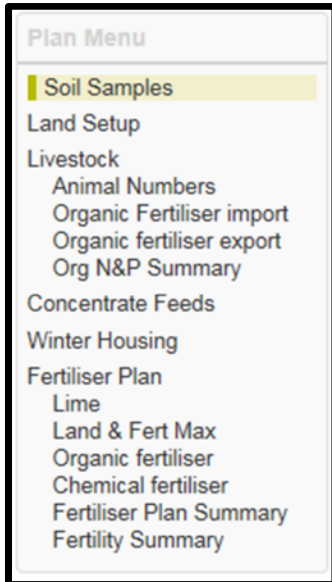 Plan Menu
Soil Samples
Land Setup
Livestock
Animal Numbers
Organic Fertiliser import
Organic fertiliser export
Org N&P Summary
Concentrate Feeds
Winter Housing
Fertiliser Plan
Lime
Land & Fert Max
Organic fertiliser
Chemical fertiliser
Fertiliser Plan Summary
Fertility Summary